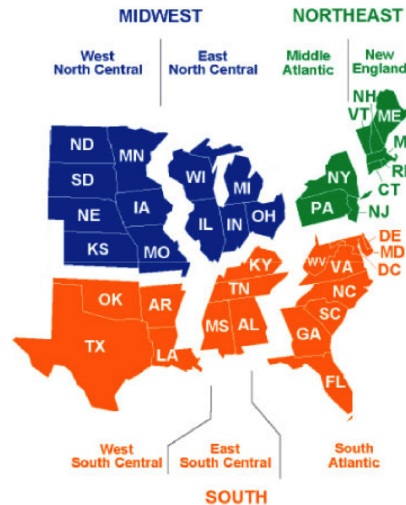 MIDWEST
NORTHEAST
West
North Central
East
North Central
Middle
Atlantic
New
England
NH
ME
VT
ND
MN
SD
WI
MI
NY
RI
CT
NE
IA
IL
IN
OH
PA
NJ
KS
MO
DE
MD
DC
KY
WV
VA
OK
AR
TN
NC
TX
LA
MS
AL
SC
GA
FL
West
South Central
East
South Central
South
Atlantic
SOUTH